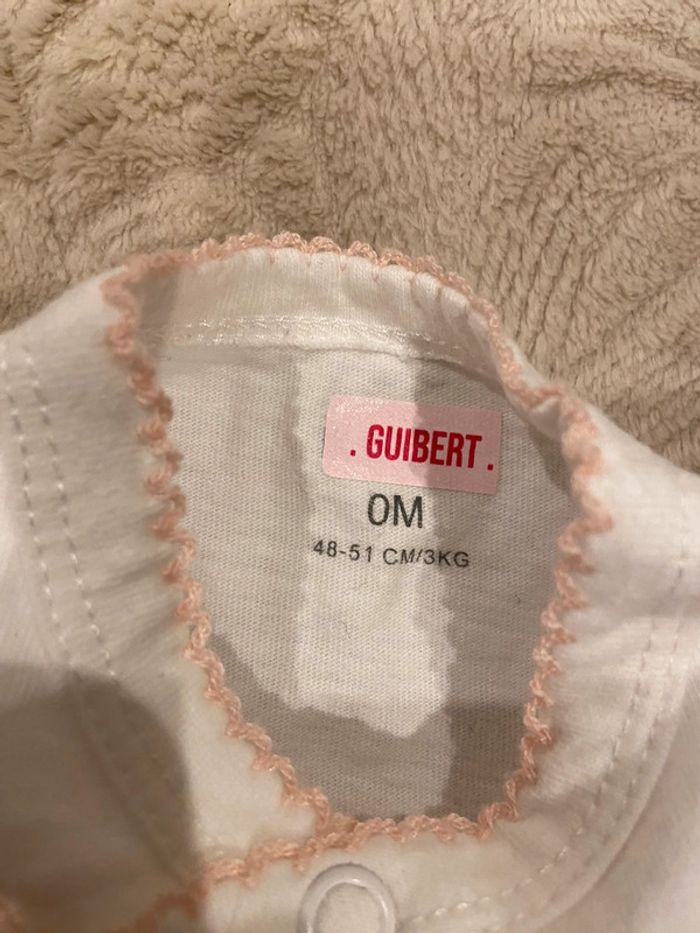 . GUIBERT .
0M
48-51 CM/3KG